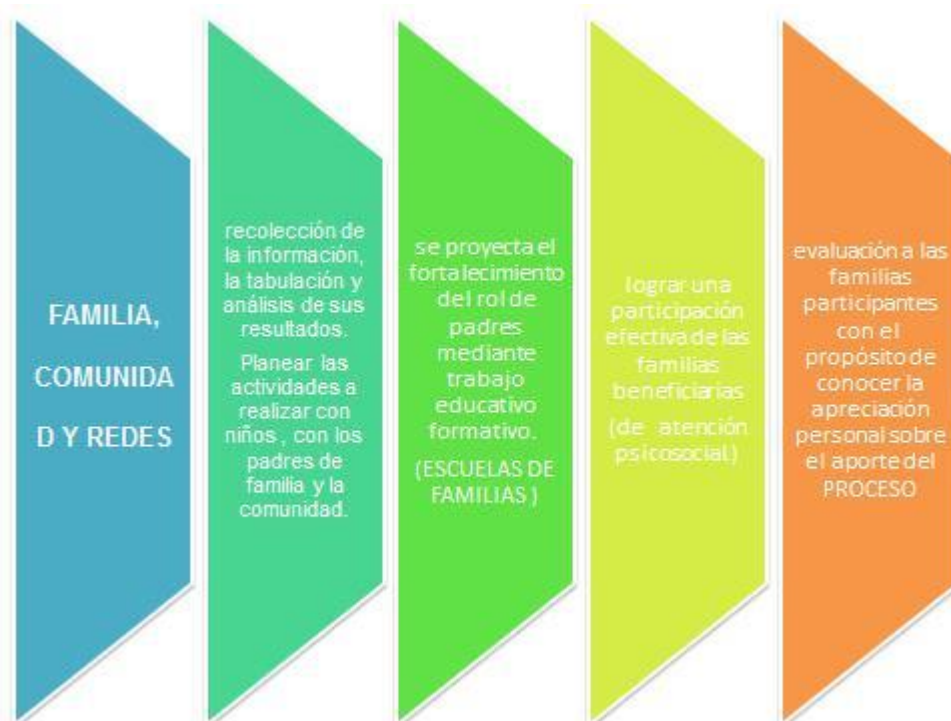 FAMILIA,
COMUNIDA
D Y REDES
recolección de
la información,
la tabulación y
análisis de sus
resultados.
Planear las
actividades a
realizar con
niños , con los
padres de
familia y la
comunidad.
se proyecta el
fortalecimiento
del rol de
padres
mediante
trabajo
educativo
formativo.
(ESCUELAS DE
FAMILIAS )
lograr una
participación
efectiva de las
familias
beneficiarias
(de atención
psicosocial)
evaluación a las
familias
participantes
con el
propósito de
conocer la
apreciación
personal sobre
el aporte del
PROCESO